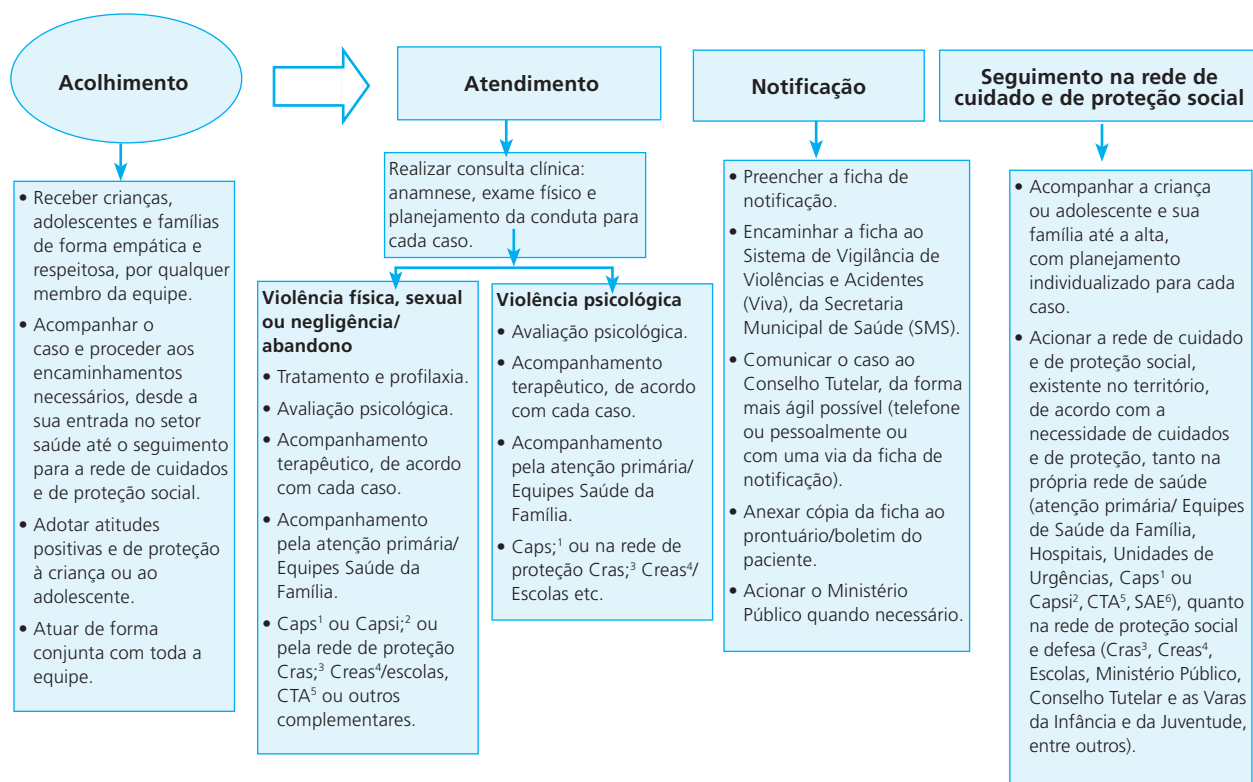 Acolhimento
• Receber crianças,
adolescentes e famílias
de forma empática e
respeitosa, por qualquer
membro da equipe.
• Acompanhar o
caso e proceder aos
encaminhamentos
necessários, desde a
sua entrada no setor
saúde até o seguimento
para a rede de cuidados
e de proteção social.
• Adotar atitudes
positivas e de proteção
à criança ou ao
adolescente.
• Atuar de forma
conjunta com toda a
equipe.
Atendimento
Realizar consulta clínica:
anamnese, exame físico e
planejamento da conduta para
cada caso.
Violência física, sexual
ou negligência/
abandono
• Tratamento e profilaxia.
• Avaliação psicológica.
• Acompanhamento
terapêutico, de acordo
com cada caso.
• Acompanhamento
pela atenção primária/
Equipes Saúde da
Família.
• Caps¹ ou Capsi;² ou
pela rede de proteção
Cras;³ Creas⁴/escolas,
CTA⁵ ou outros
complementares.
Violência psicológica
• Avaliação psicológica.
• Acompanhamento
terapêutico, de acordo
com cada caso.
• Acompanhamento
pela atenção primária/
Equipes Saúde da
Família.
• Caps;¹ ou na rede de
proteção Cras;³ Creas⁴/
Escolas etc.
Notificação
• Preencher a ficha de
notificação.
• Encaminhar a ficha ao
Sistema de Vigilância de
Violências e Acidentes
(Viva), da Secretaria
Municipal de Saúde (SMS).
• Comunicar o caso ao
Conselho Tutelar, da forma
mais ágil possível (telefone
ou pessoalmente ou
com uma via da ficha de
notificação).
• Anexar cópia da ficha ao
prontuário/boletim do
paciente.
• Acionar o Ministério
Público quando necessário.
Seguimento na rede de
cuidado e de proteção social
• Acompanhar a criança
ou adolescente e sua
família até a alta,
com planejamento
individualizado para cada
caso.
• Acionar a rede de cuidado
e de proteção social,
existente no território,
de acordo com a
necessidade de cuidados
e de proteção, tanto na
própria rede de saúde
(atenção primária/ Equipes
de Saúde da Família,
Hospitais, Unidades de
Urgências, Caps¹ ou
Capsi², CTA⁵, SAE⁶), quanto
na rede de proteção social
e defesa (Cras³, Creas⁴,
Escolas, Ministério Público,
Conselho Tutelar e as Varas
da Infância e da Juventude,
entre outros).